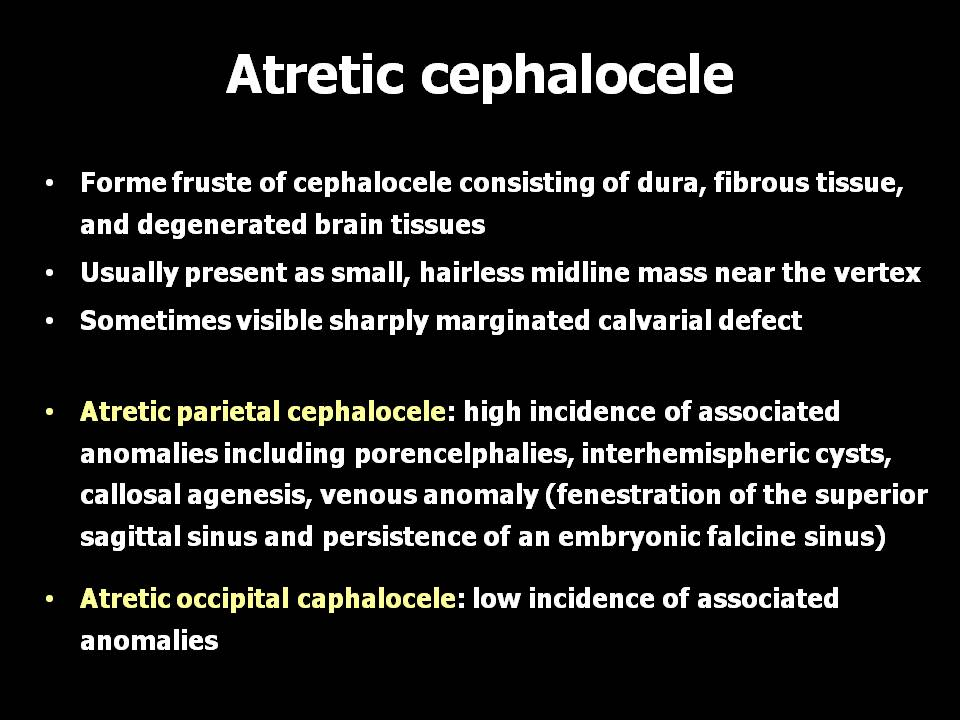 Atretic cephalocele
• Forme fruste of cephalocele consisting of dura, fibrous tissue,
and degenerated brain tissues
• Usually present as small, hairless midline mass near the vertex
• Sometimes visible sharply marginated calvarial defect
• Atretic parietal cephalocele: high incidence of associated
anomalies including porencelphalies, interhemispheric cysts,
callosal agenesis, venous anomaly (fenestration of the superior
sagittal sinus and persistence of an embryonic falcine sinus)
• Atretic occipital caphalocele: low incidence of associated
anomalies